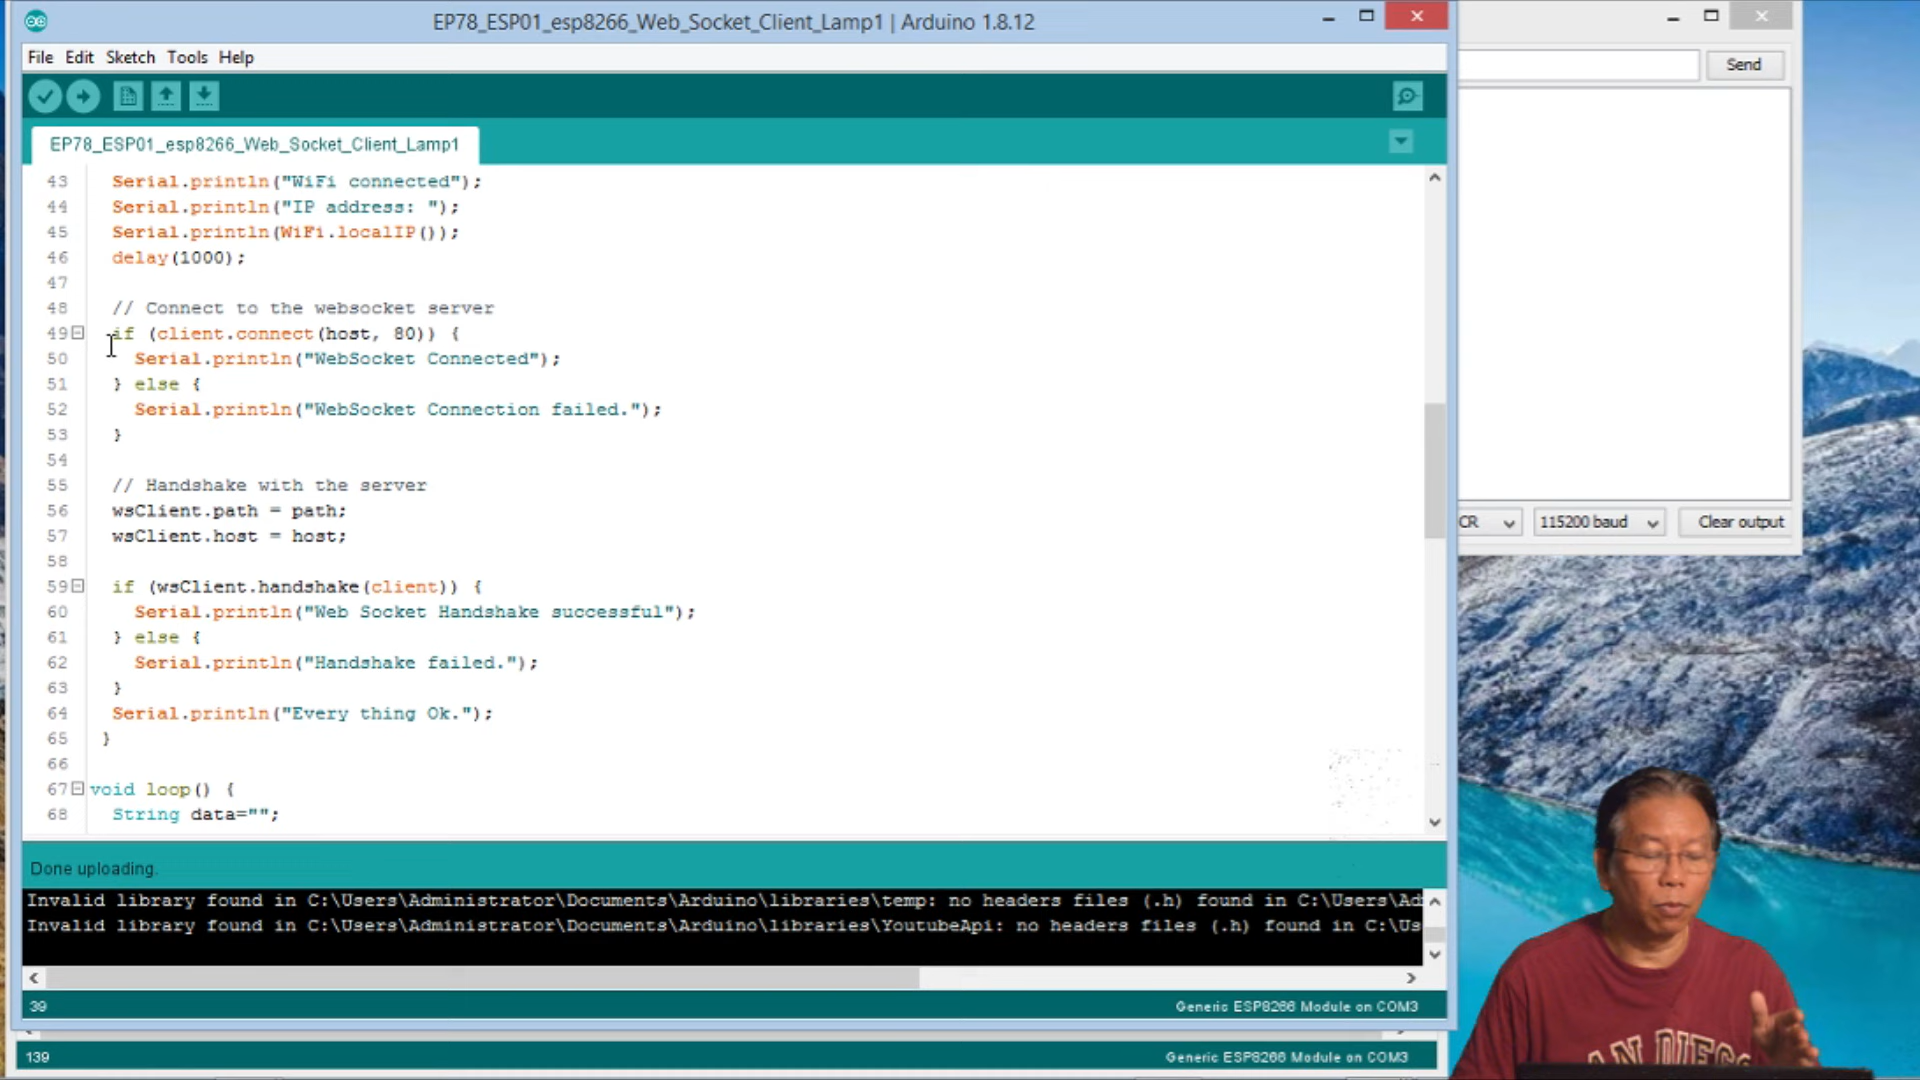 EP78_ESP01_esp8266_Web_Socket_Client_Lamp1 | Arduino 1.8.12
File Edit Sketch Tools Help
Send
EP78_ESP01_esp8266_Web_Socket_Client_Lamp1
43 Serial.println("WiFi connected");
44 Serial.println("IP address: ");
45 Serial.println(WiFi.localIP());
46 delay(1000);
47
48 // Connect to the websocket server
49 if (client.connect(host, 80)) {
50 Serial.println("WebSocket Connected");
51 } else {
52 Serial.println("WebSocket Connection failed.");
53 }
54
55 // Handshake with the server
56 wsClient.path = path;
57 wsClient.host = host;
58
59 if (wsClient.handshake(client)) {
60 Serial.println("Web Socket Handshake successful");
61 } else {
62 Serial.println("Handshake failed.");
63 }
64 Serial.println("Every thing Ok.");
65 }
66
67 void loop() {
68 String data="";
CR 115200 baud Clear output
Done uploading.
Invalid library found in C:\Users\Administrator\Documents\Arduino\libraries\temp: no headers files (.h) found in C:\Users\Ad
Invalid library found in C:\Users\Administrator\Documents\Arduino\libraries\YoutubeApi: no headers files (.h) found in C:\Us
39 Generic ESP8266 Module on COM3
139 Generic ESP8266 Module on COM3
SAN DIEGO